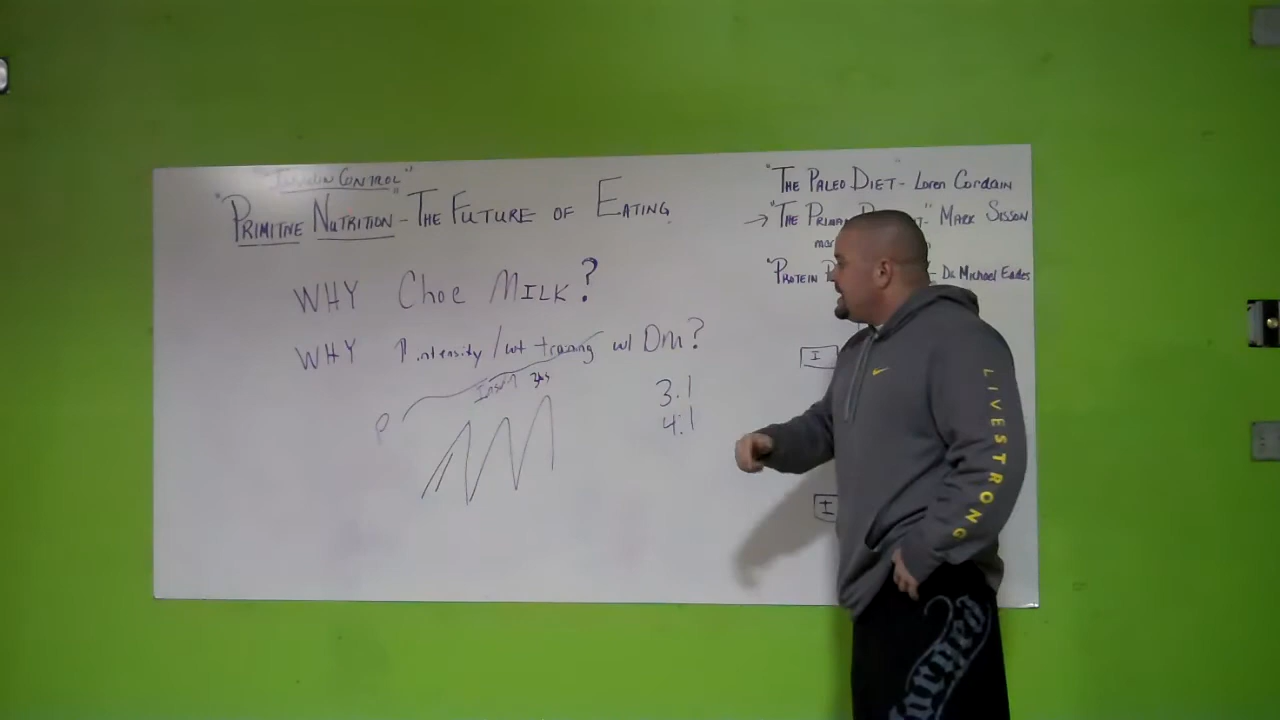 "Insulin Control"
"Primitive Nutrition" - The Future of Eating
WHY Choc Milk?
WHY ↑ intensity / wt training w/ Dm?
3.1
4:1
"The Paleo Diet" - Loren Cordain
→ "The" Mark Sisson
"Protein - Dr. Michael Eades
I
I
LIVESTRONG